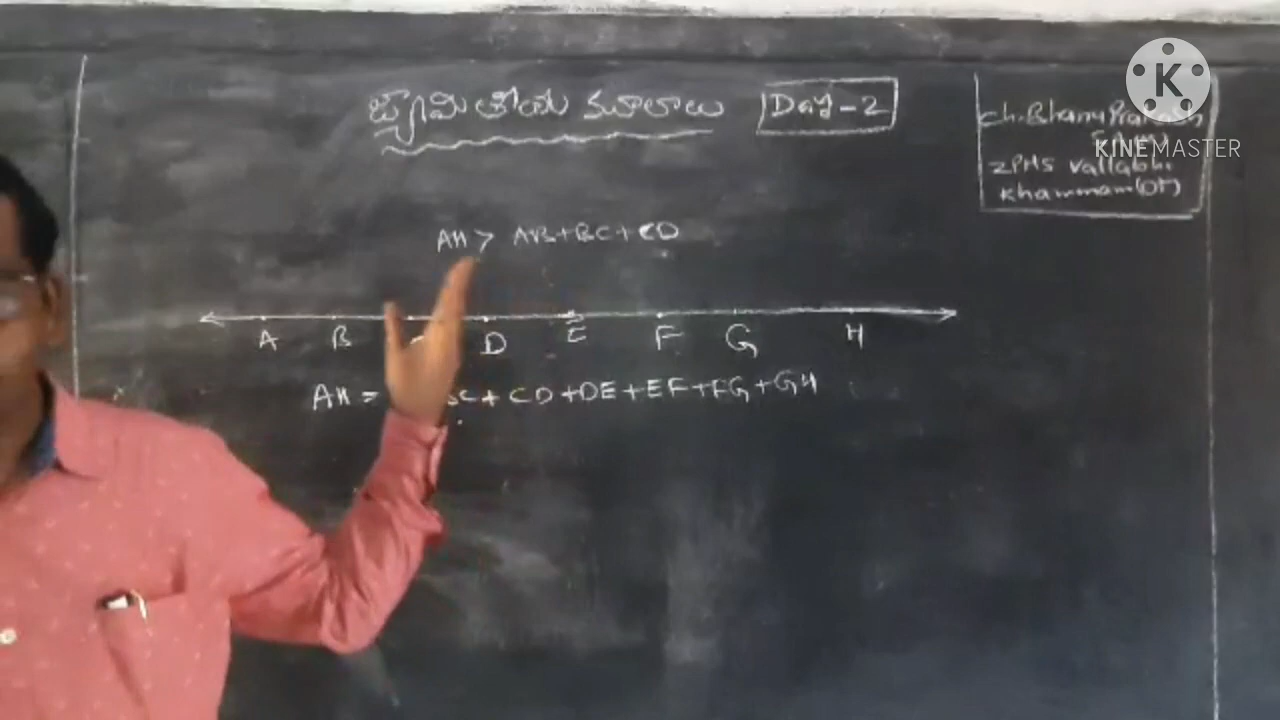 జ్యామితీయ మూలాలు Day-2
Ch. Bhanu Prakash
ZPHS Vallabhi
Khammam (DT)
K
KINEMASTER
AH > AB+BC+CD
A B D E F G H
AH = C + CD + DE + EF + FG + GH